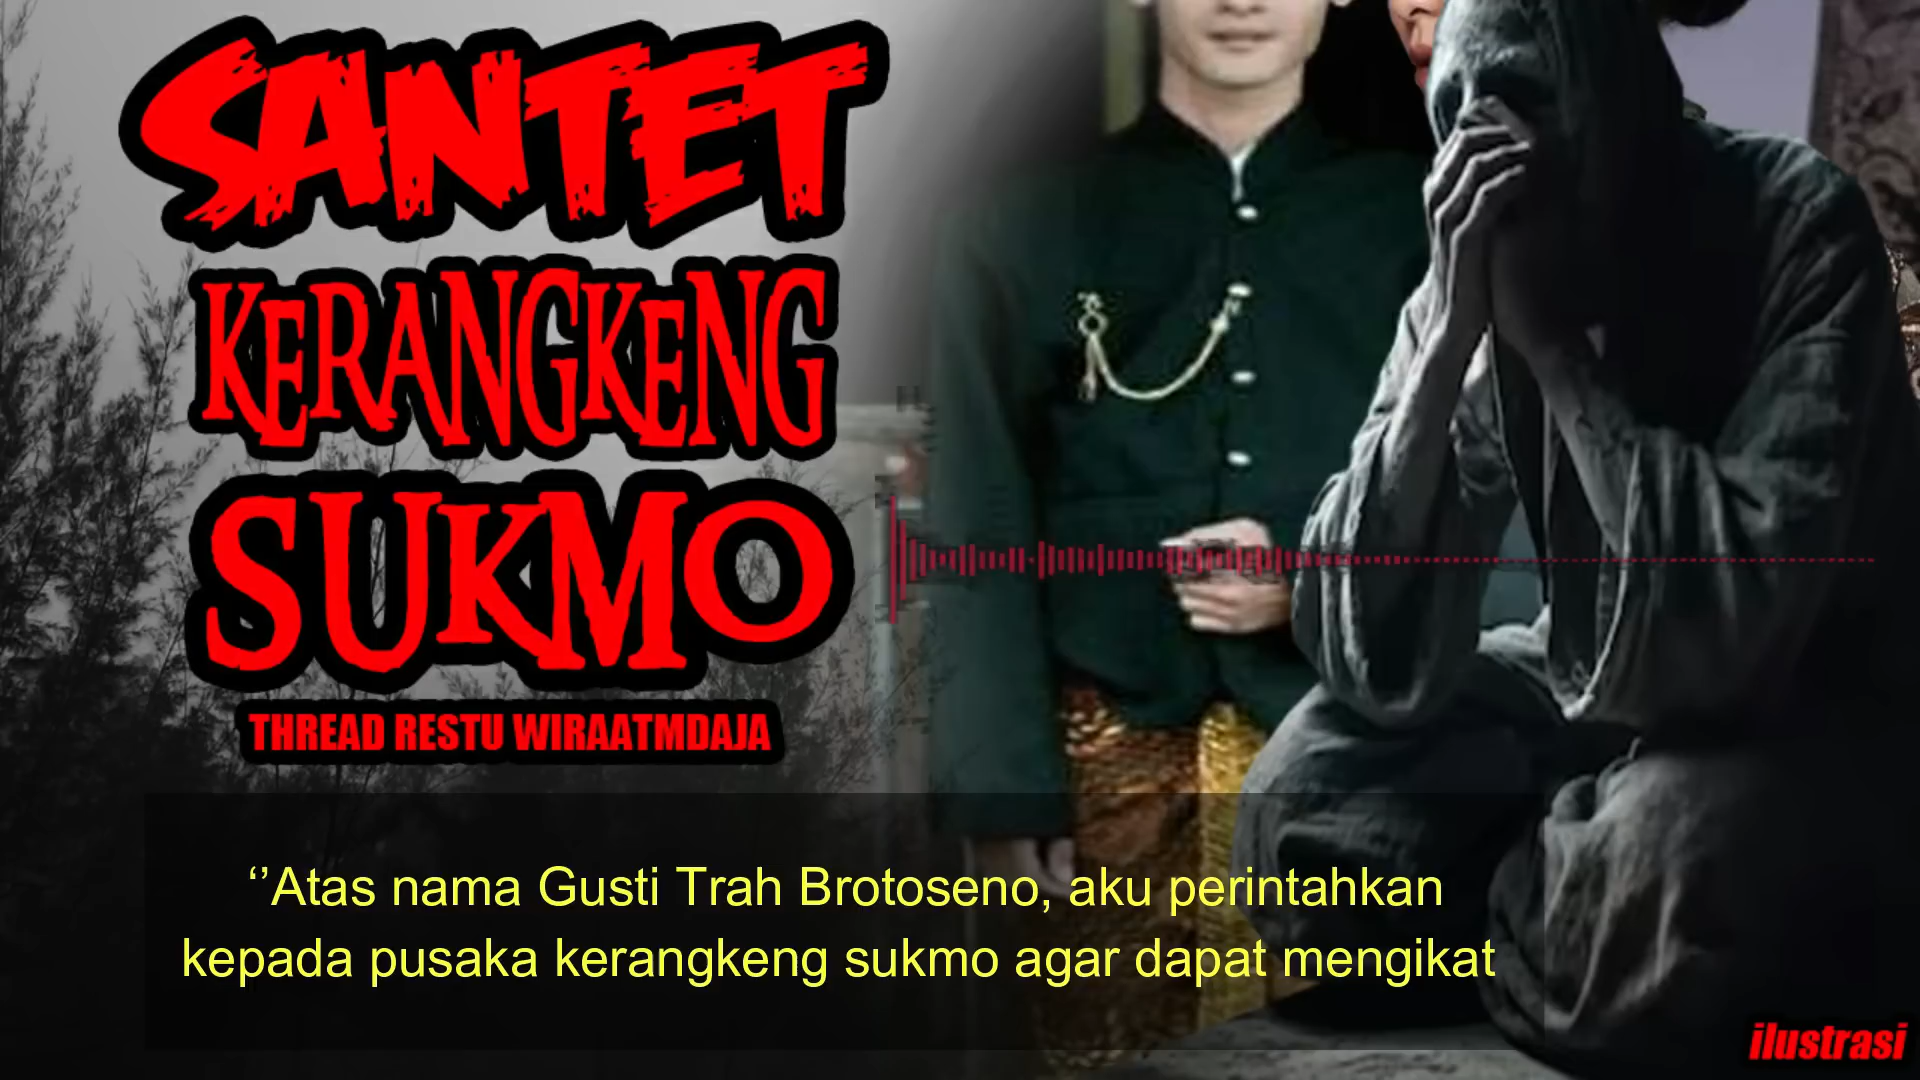 SANTET
KERANGKENG
SUKMO
THREAD RESTU WIRAATMDAJA
‘’Atas nama Gusti Trah Brotoseno, aku perintahkan
kepada pusaka kerangkeng sukmo agar dapat mengikat
ilustrasi